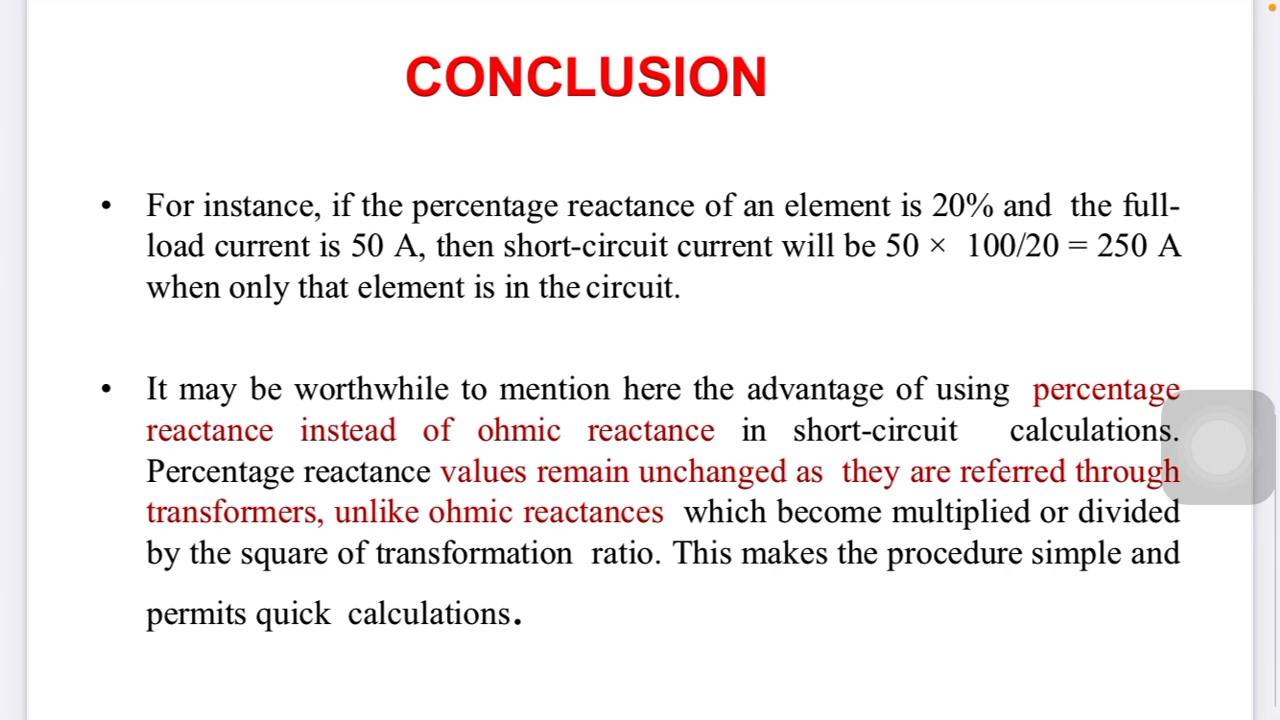 CONCLUSION
• For instance, if the percentage reactance of an element is 20% and the full-
load current is 50 A, then short-circuit current will be 50 × 100/20 = 250 A
when only that element is in the circuit.
• It may be worthwhile to mention here the advantage of using percentage
reactance instead of ohmic reactance in short-circuit calculations.
Percentage reactance values remain unchanged as they are referred through
transformers, unlike ohmic reactances which become multiplied or divided
by the square of transformation ratio. This makes the procedure simple and
permits quick calculations.